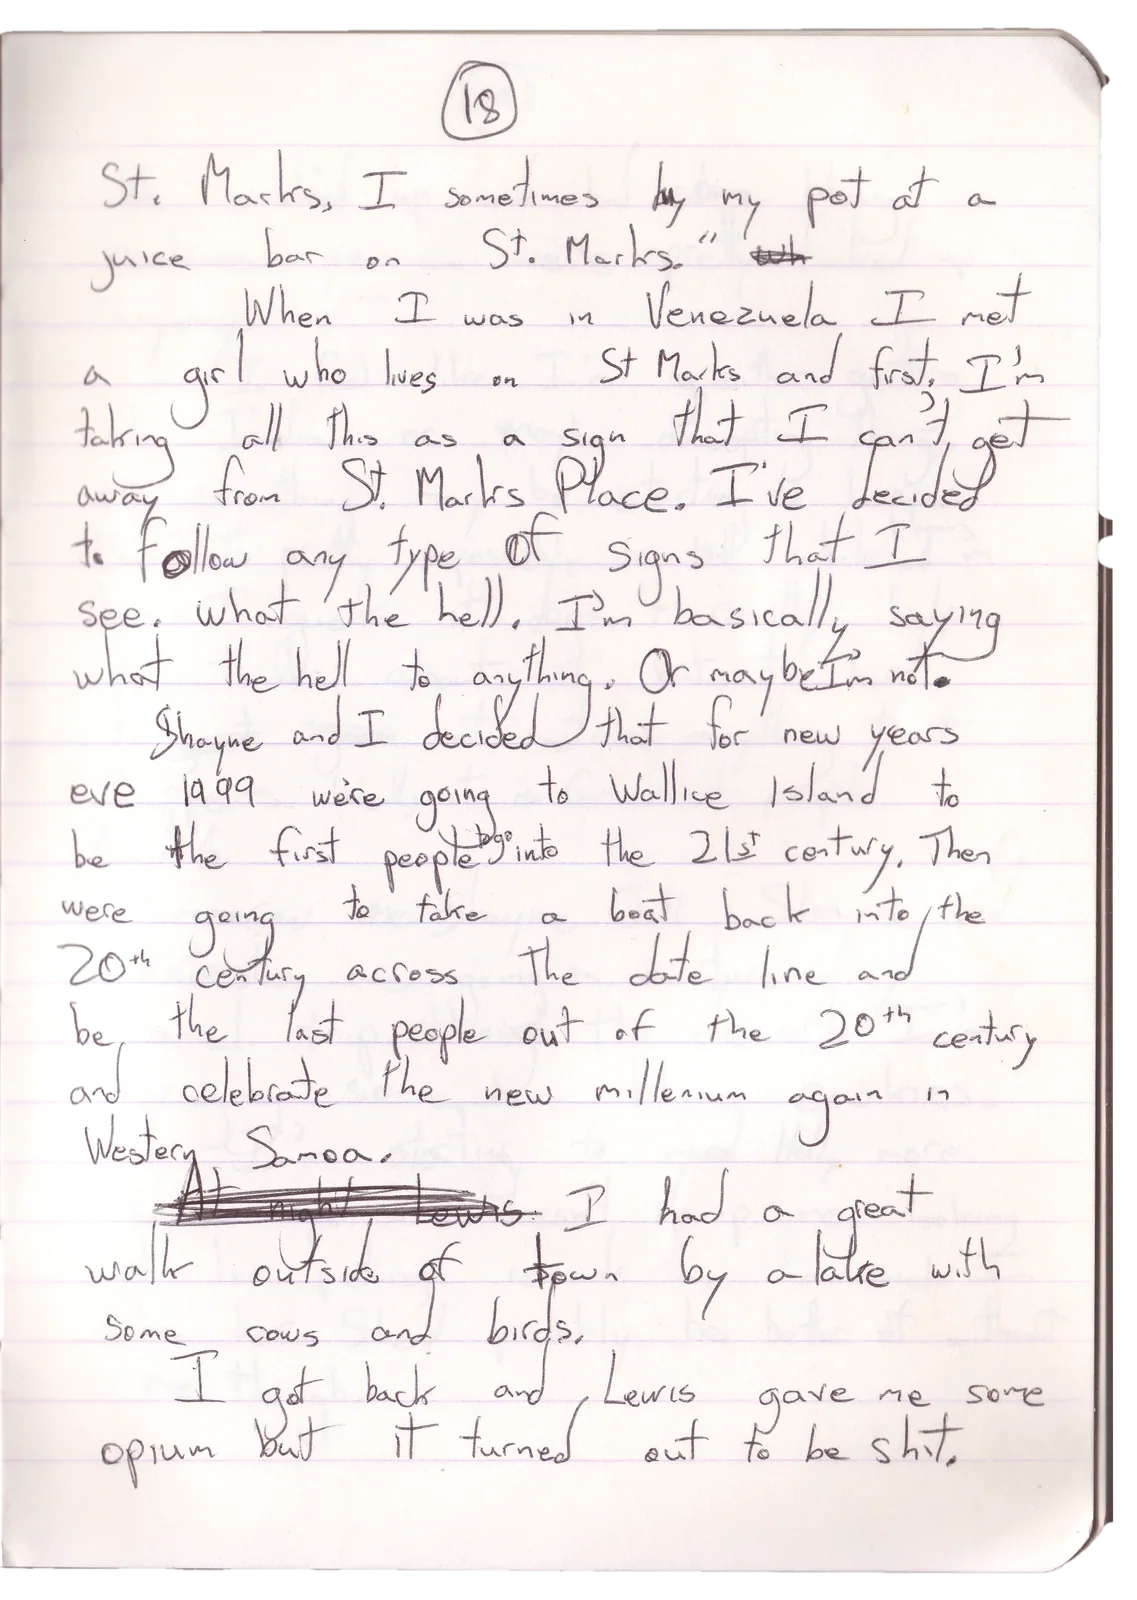 18
St. Marks, I sometimes by my pot at a
juice bar on St. Marks."
When I was in Venezuela I met
a girl who lives on St Marks and first. I'm
taking all this as a sign that I can't get
away from St. Marks Place. I've decided
to follow any type of signs that I
see. what the hell. I'm basically saying
what the hell to anything. Or maybe I'm not.
Shayne and I decided that for new years
eve 1999 we're going to Wallice Island to
be the first people to go into the 21st century. Then
were going to take a boat back into the
20th century across the date line and
be the last people out of the 20th century
and celebrate the new millenium again in
Western Samoa.
At night Lewis I had a great
walk outside of town by a lake with
some cows and birds.
I got back and Lewis gave me some
opium but it turned out to be shit.